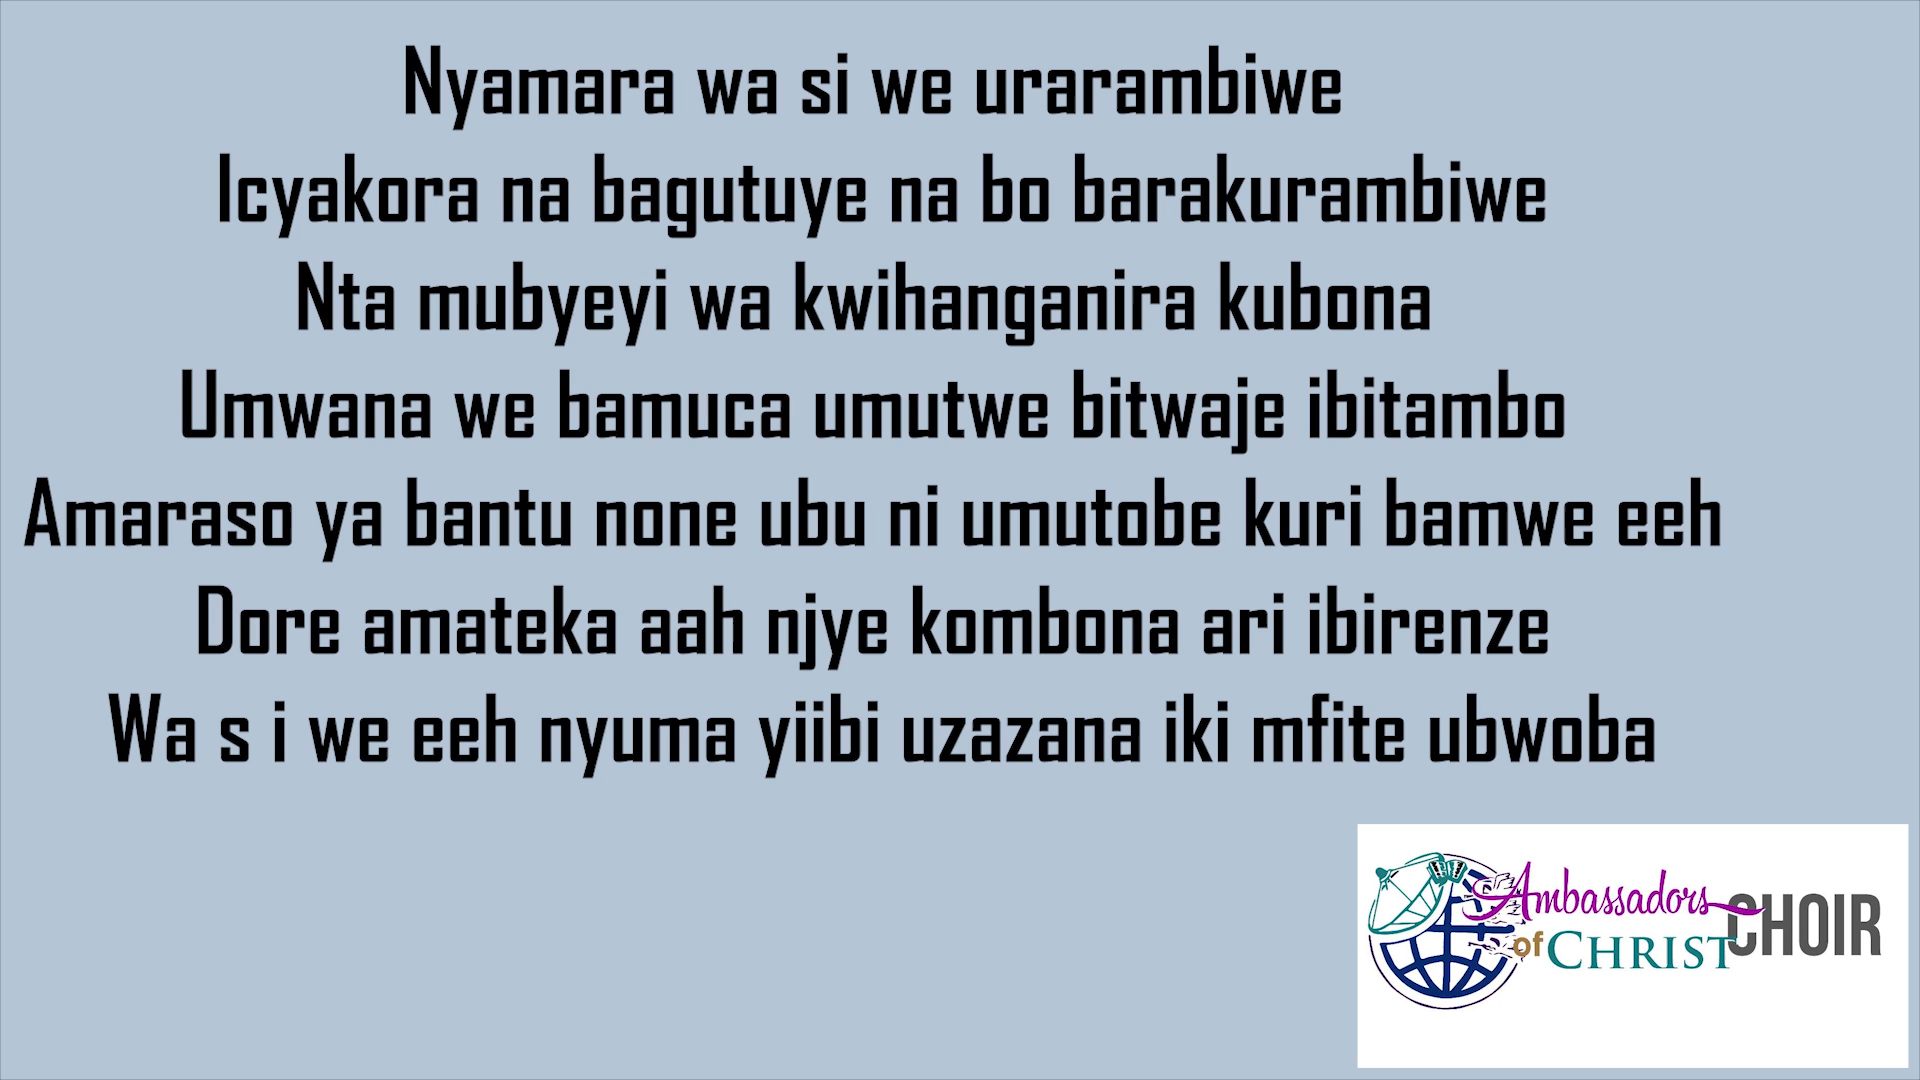 Nyamara wa si we urarambiwe
Icyakora na bagutuye na bo barakurambiwe
Nta mubyeyi wa kwihanganira kubona
Umwana we bamuca umutwe bitwaje ibitambo
Amaraso ya bantu none ubu ni umutobe kuri bamwe eeh
Dore amateka aah njye kombona ari ibirenze
Wa s i we eeh nyuma yiibi uzazana iki mfite ubwoba
Ambassadors
of CHRIST CHOIR